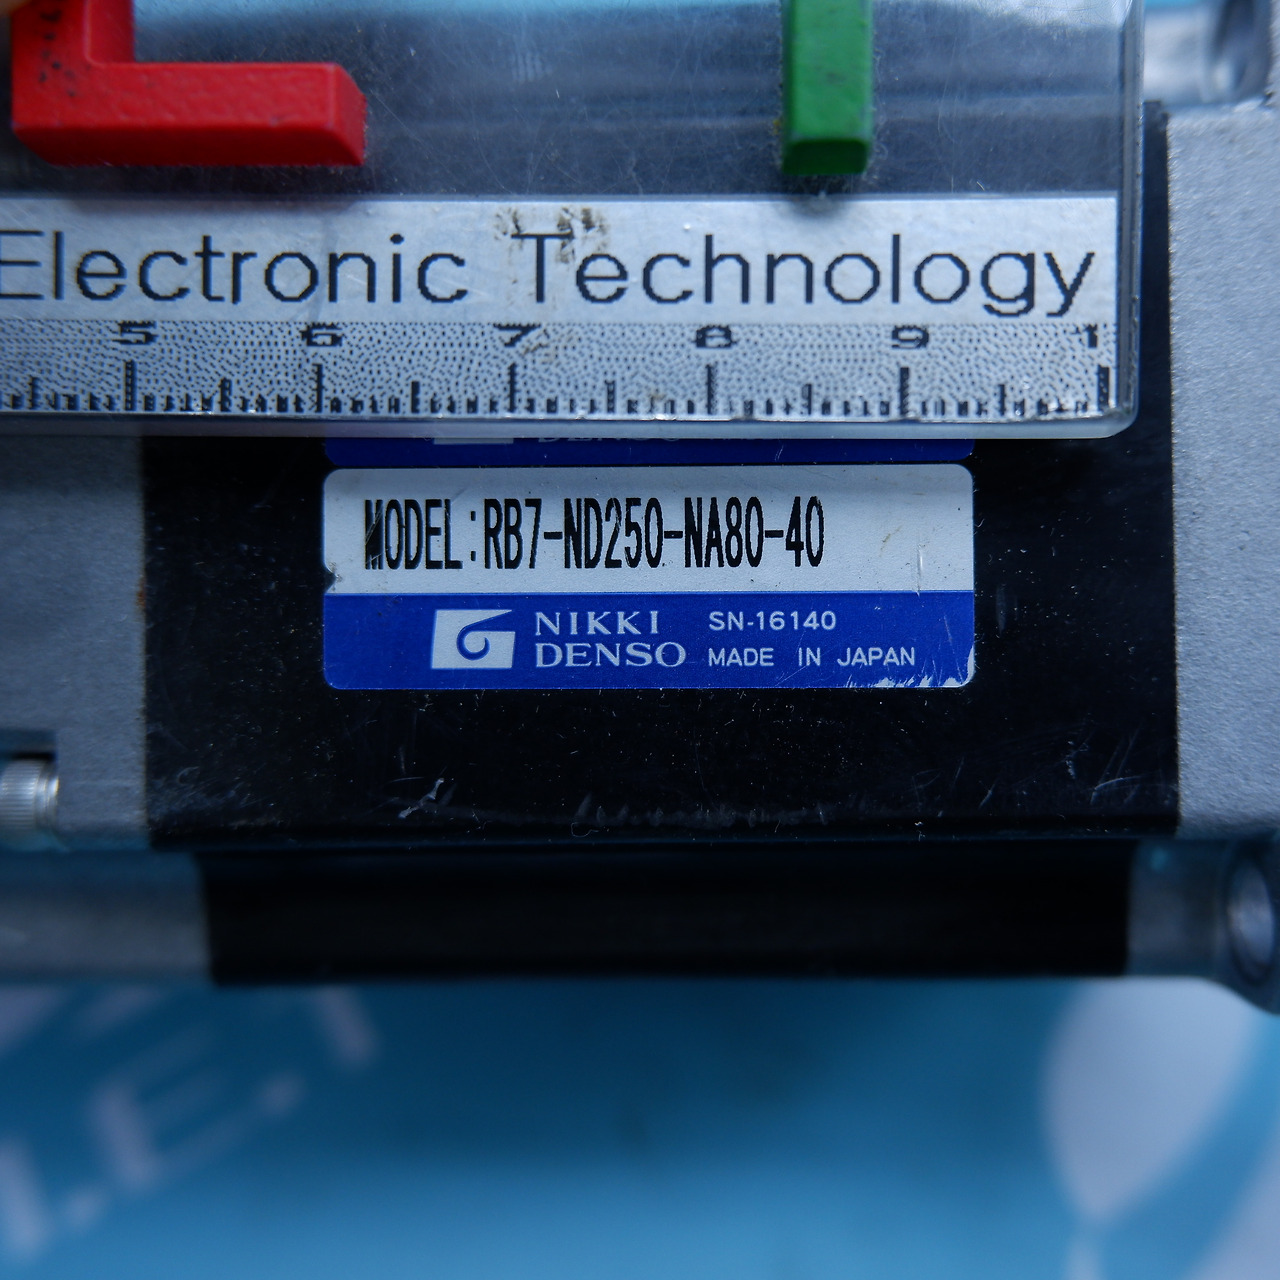 Electronic Technology
5 6 7 8 9 1
DENSO
MODEL:RB7-ND250-NA80-40
NIKKI DENSO
SN-16140
MADE IN JAPAN